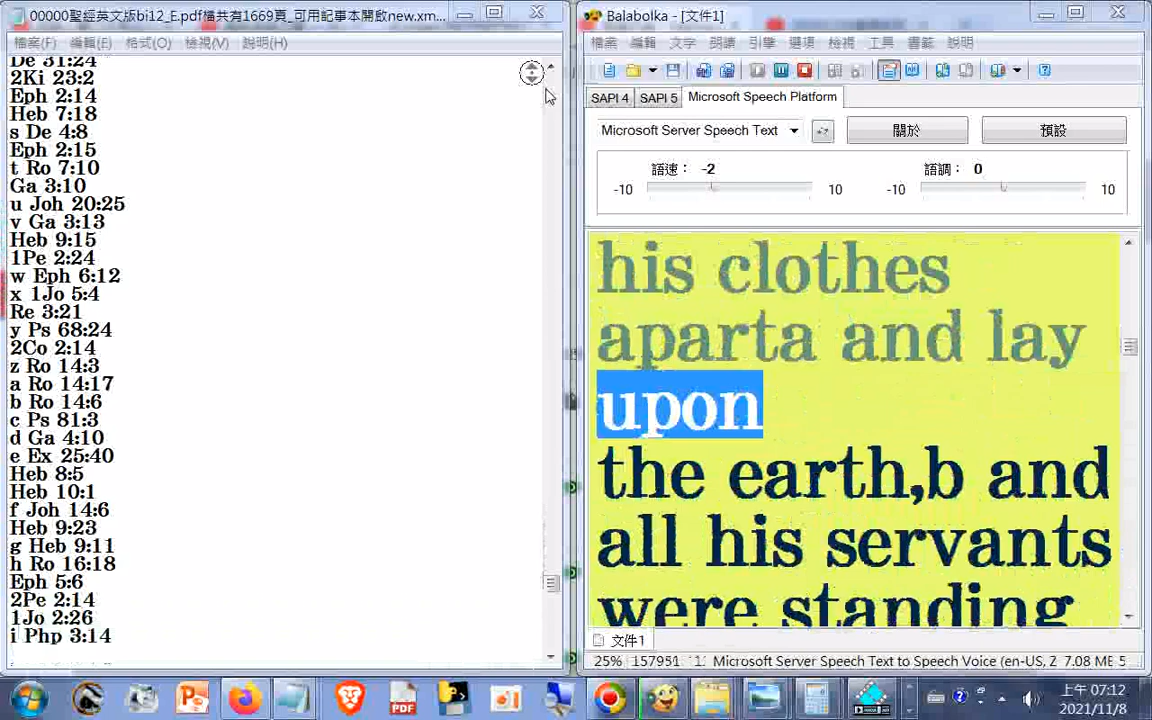 00000聖經英文版bi12_E.pdf檔共有1669頁_可用記事本開啟new.xm...
檔案(F) 編輯(E) 格式(O) 檢視(V) 說明(H)
De 31:24
2Ki 23:2
Eph 2:14
Heb 7:18
s De 4:8
Eph 2:15
t Ro 7:10
Ga 3:10
u Joh 20:25
v Ga 3:13
Heb 9:15
1Pe 2:24
w Eph 6:12
x 1Jo 5:4
Re 3:21
y Ps 68:24
2Co 2:14
z Ro 14:3
a Ro 14:17
b Ro 14:6
c Ps 81:3
d Ga 4:10
e Ex 25:40
Heb 8:5
Heb 10:1
f Joh 14:6
Heb 9:23
g Heb 9:11
h Ro 16:18
Eph 5:6
2Pe 2:14
1Jo 2:26
i Php 3:14
Balabolka - [文件1]
檔案 編輯 文字 朗讀 引擎 選項 檢視 工具 書籤 說明
SAPI 4 SAPI 5 Microsoft Speech Platform
Microsoft Server Speech Text 關於 預設
語速： -2 語調： 0
-10 10 -10 10
his clothes
aparta and lay
upon
the earth,b and
all his servants
were standing
文件1
25% 157951 Microsoft Server Speech Text to Speech Voice (en-US, 2 7.08 MB 5
PDF
上午 07:12
2021/11/8